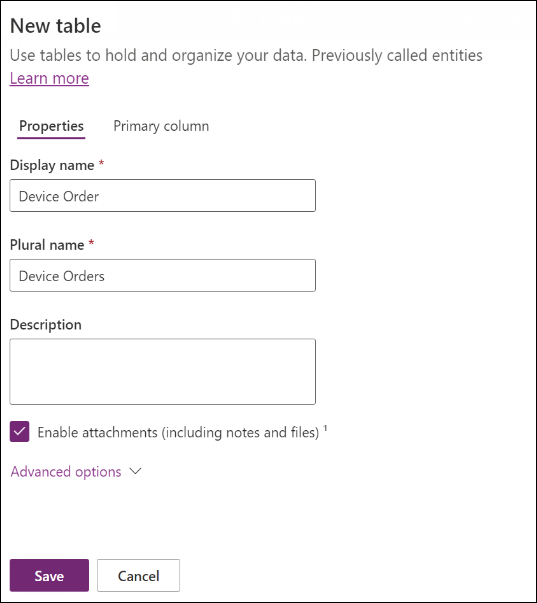 New table
Use tables to hold and organize your data. Previously called entities
Learn more
Properties Primary column
Display name *
Device Order
Plural name *
Device Orders
Description
Enable attachments (including notes and files) ¹
Advanced options
Save Cancel